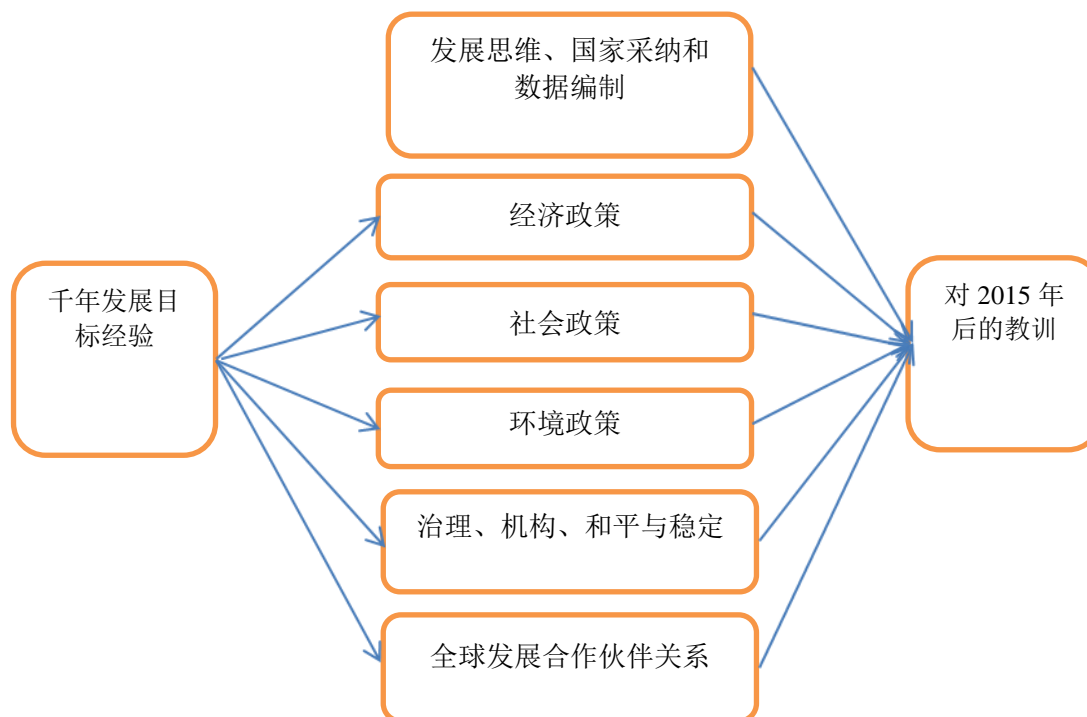 发展思维、国家采纳和
数据编制
经济政策
千年发展目
标经验
社会政策
对 2015 年
后的教训
环境政策
治理、机构、和平与稳定
全球发展合作伙伴关系